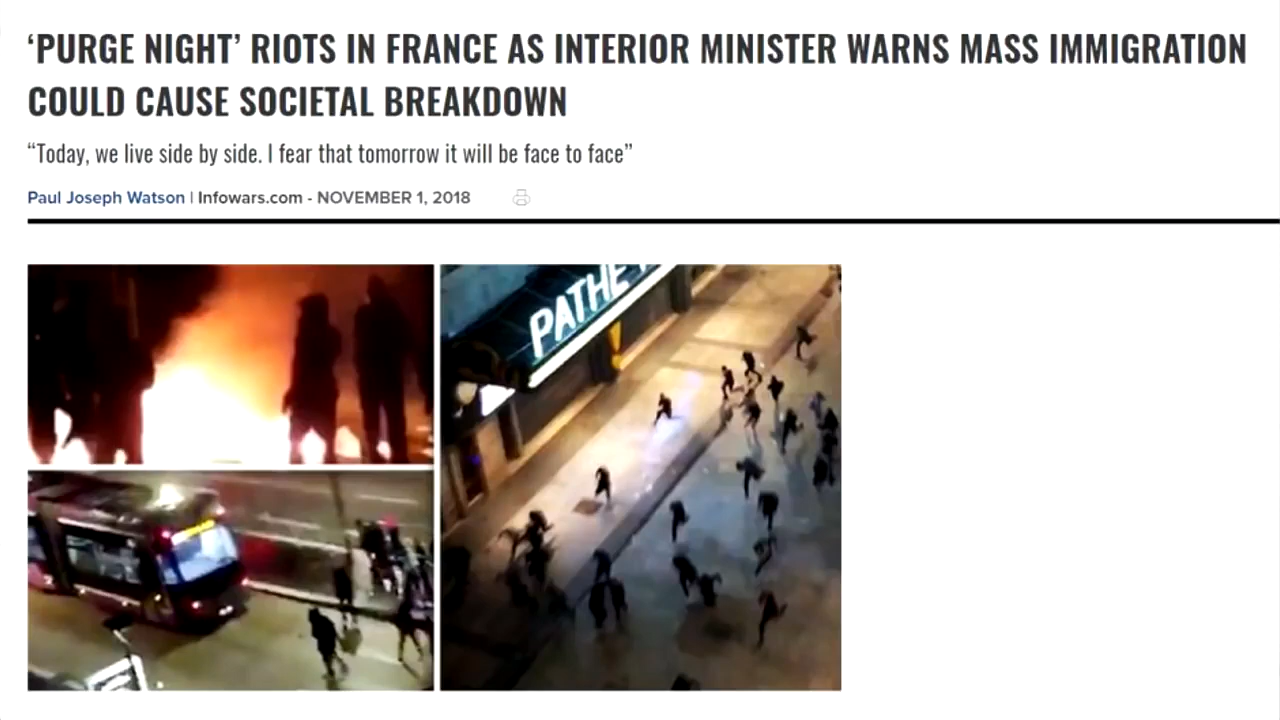 ‘PURGE NIGHT’ RIOTS IN FRANCE AS INTERIOR MINISTER WARNS MASS IMMIGRATION
COULD CAUSE SOCIETAL BREAKDOWN
“Today, we live side by side. I fear that tomorrow it will be face to face”
Paul Joseph Watson | Infowars.com - NOVEMBER 1, 2018
PATHE